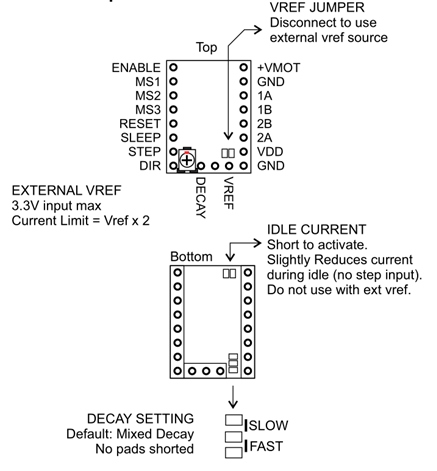 VREF JUMPER
Disconnect to use
external vref source
Top
ENABLE
MS1
MS2
MS3
RESET
SLEEP
STEP
DIR
+VMOT
GND
1A
1B
2B
2A
VDD
GND
DECAY
VREF
EXTERNAL VREF
3.3V input max
Current Limit = Vref x 2
IDLE CURRENT
Short to activate.
Slightly Reduces current
during idle (no step input).
Do not use with ext vref.
Bottom
DECAY SETTING
Default: Mixed Decay
No pads shorted
SLOW
FAST